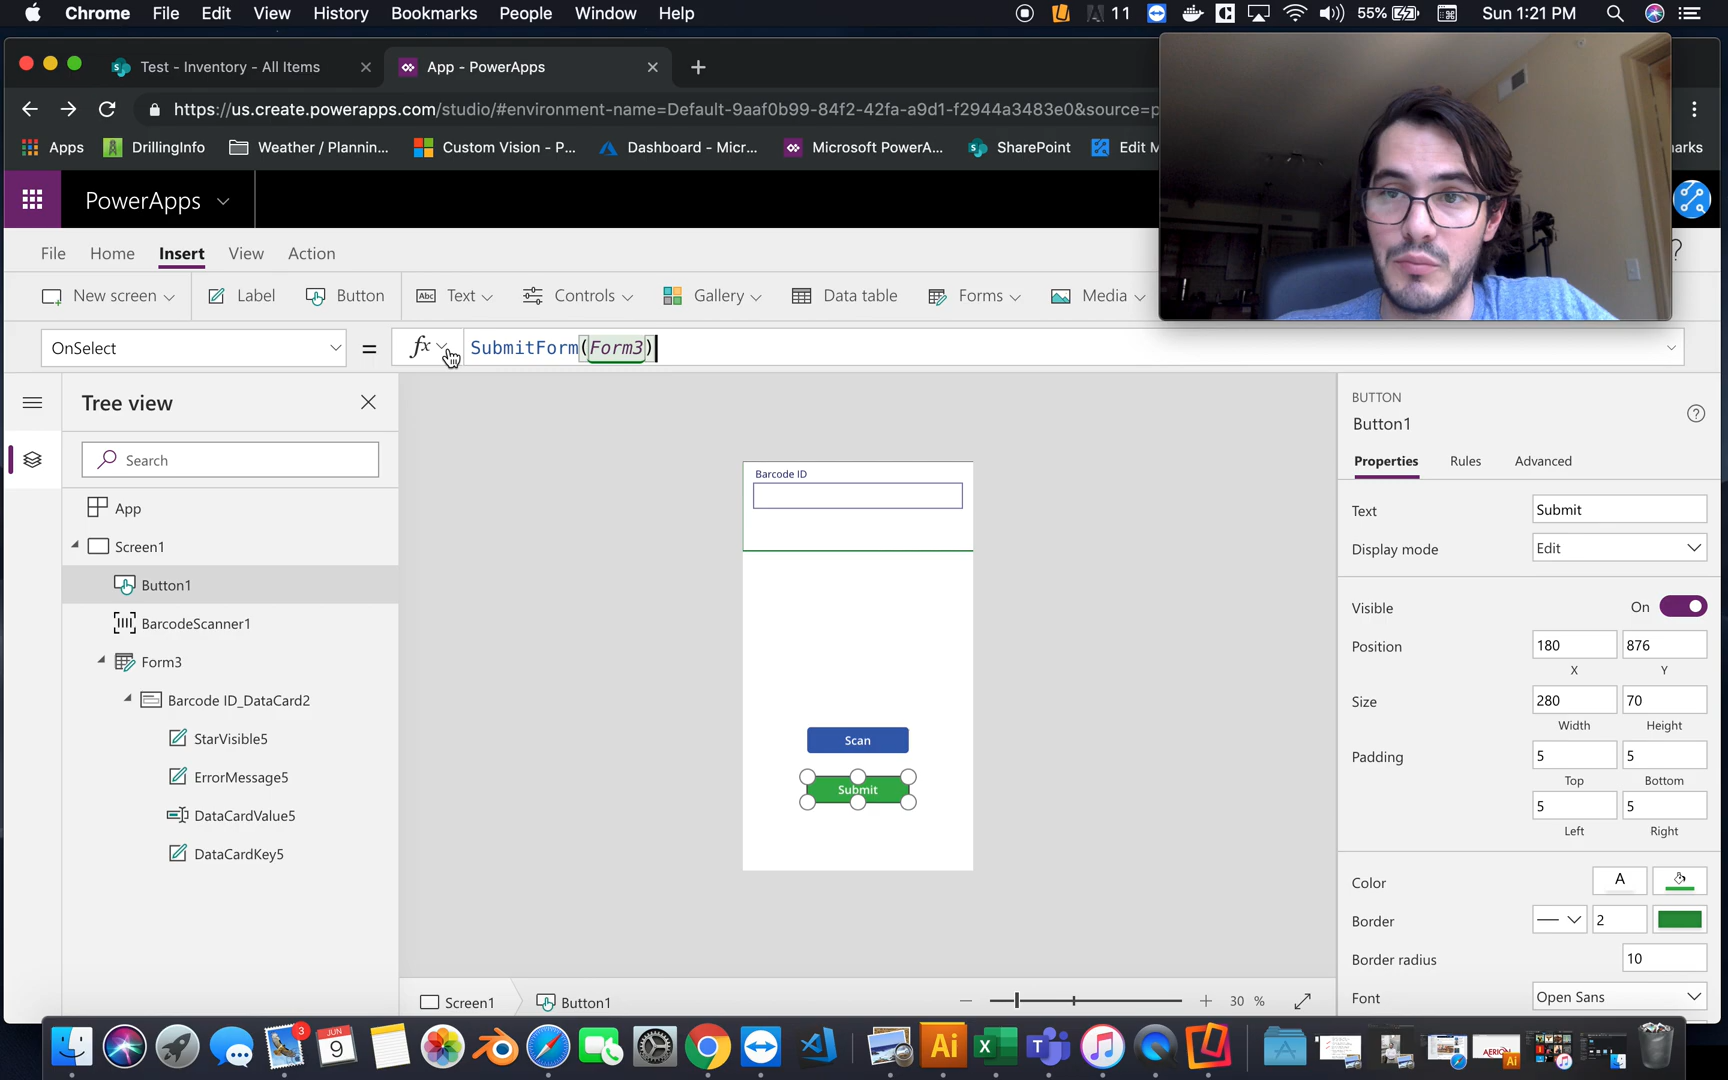 Chrome File Edit View History Bookmarks People Window Help 11 55% Sun 1:21 PM
Test - Inventory - All Items App - PowerApps
https://us.create.powerapps.com/studio/#environment-name=Default-9aaf0b99-84f2-42fa-a9d1-f2944a3483e0&source=p
Apps DrillingInfo Weather / Plannin... Custom Vision - P... Dashboard - Micr... Microsoft PowerA... SharePoint Edit M arks
PowerApps
File Home Insert View Action ?
New screen Label Button Abc Text Controls Gallery Data table Forms Media
OnSelect = fx SubmitForm(Form3)
Tree view
Search
App
Screen1
Button1
BarcodeScanner1
Form3
Barcode ID_DataCard2
StarVisible5
ErrorMessage5
DataCardValue5
DataCardKey5
Barcode ID
Scan
Submit
Screen1 Button1 30 %
BUTTON
Button1
?
Properties Rules Advanced
Text Submit
Display mode Edit
Visible On
Position 180 876
X Y
Size 280 70
Width Height
Padding 5 5
Top Bottom
5 5
Left Right
Color A
Border 2
Border radius 10
Font Open Sans
3
JUN
9
Ai
X
T
AERION
Ai